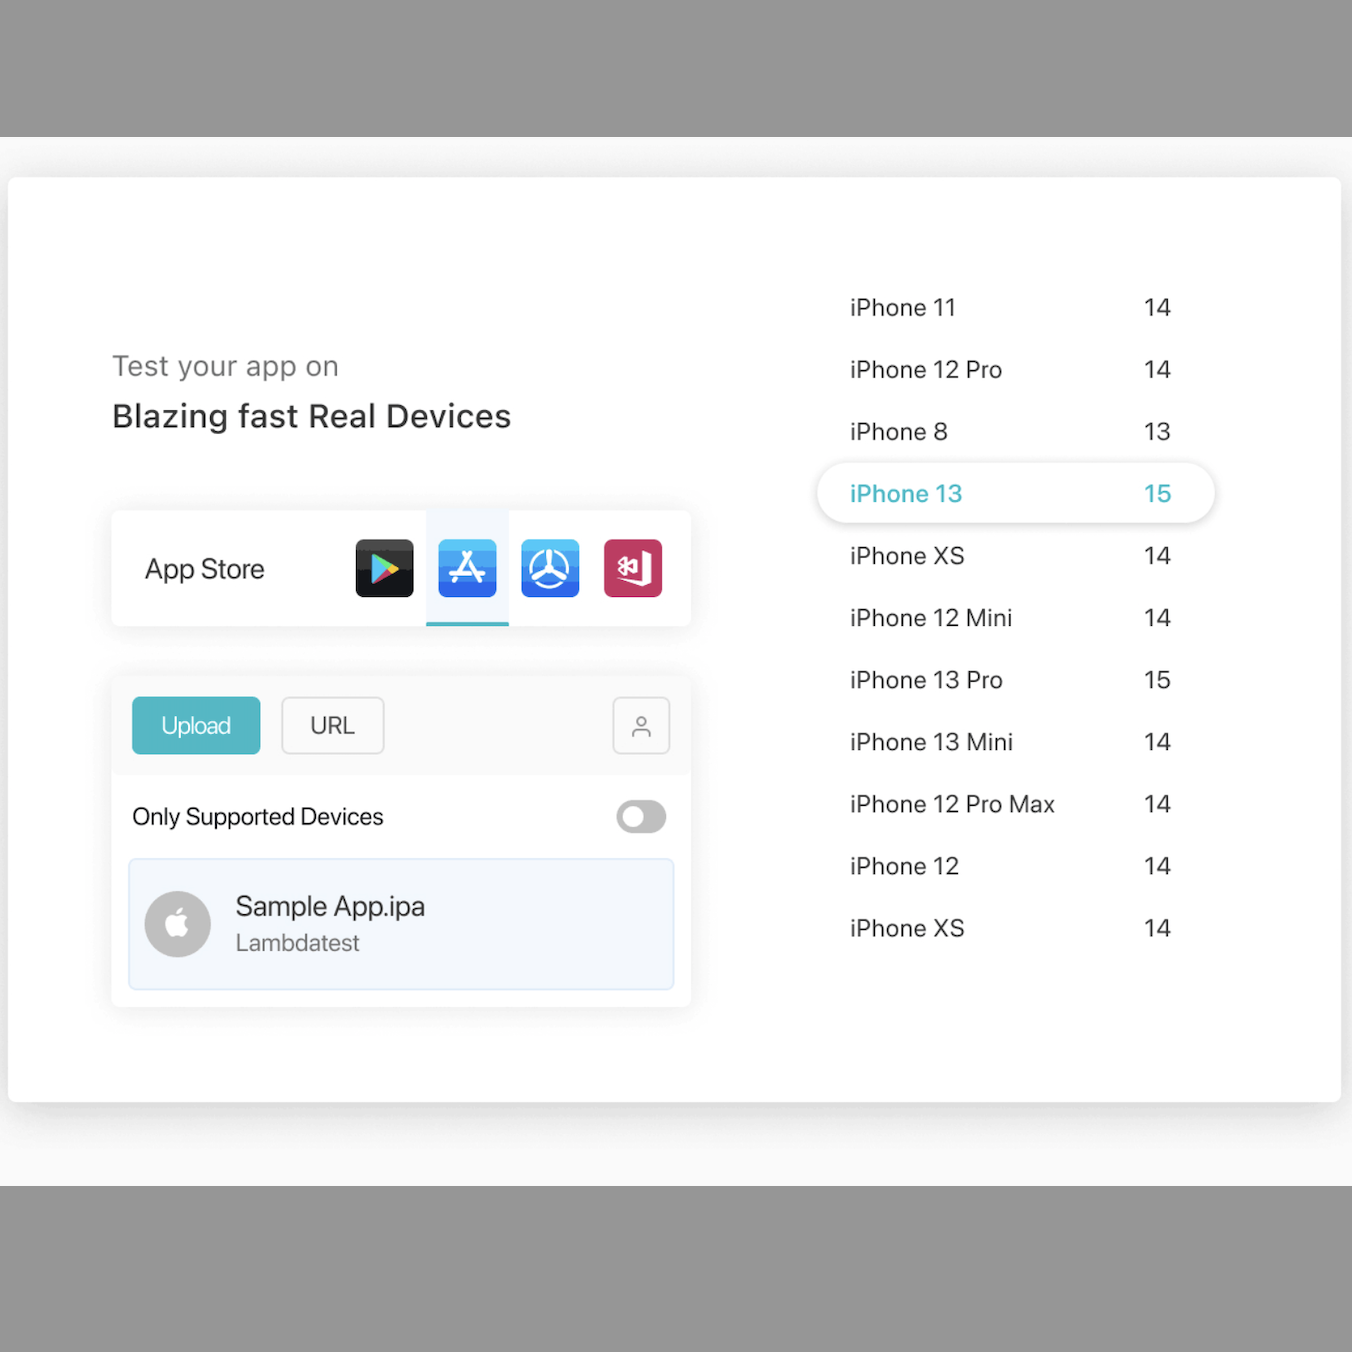 Test your app on
Blazing fast Real Devices
App Store
Upload URL
Only Supported Devices
Sample App.ipa
Lambdatest
iPhone 11 14
iPhone 12 Pro 14
iPhone 8 13
iPhone 13 15
iPhone XS 14
iPhone 12 Mini 14
iPhone 13 Pro 15
iPhone 13 Mini 14
iPhone 12 Pro Max 14
iPhone 12 14
iPhone XS 14